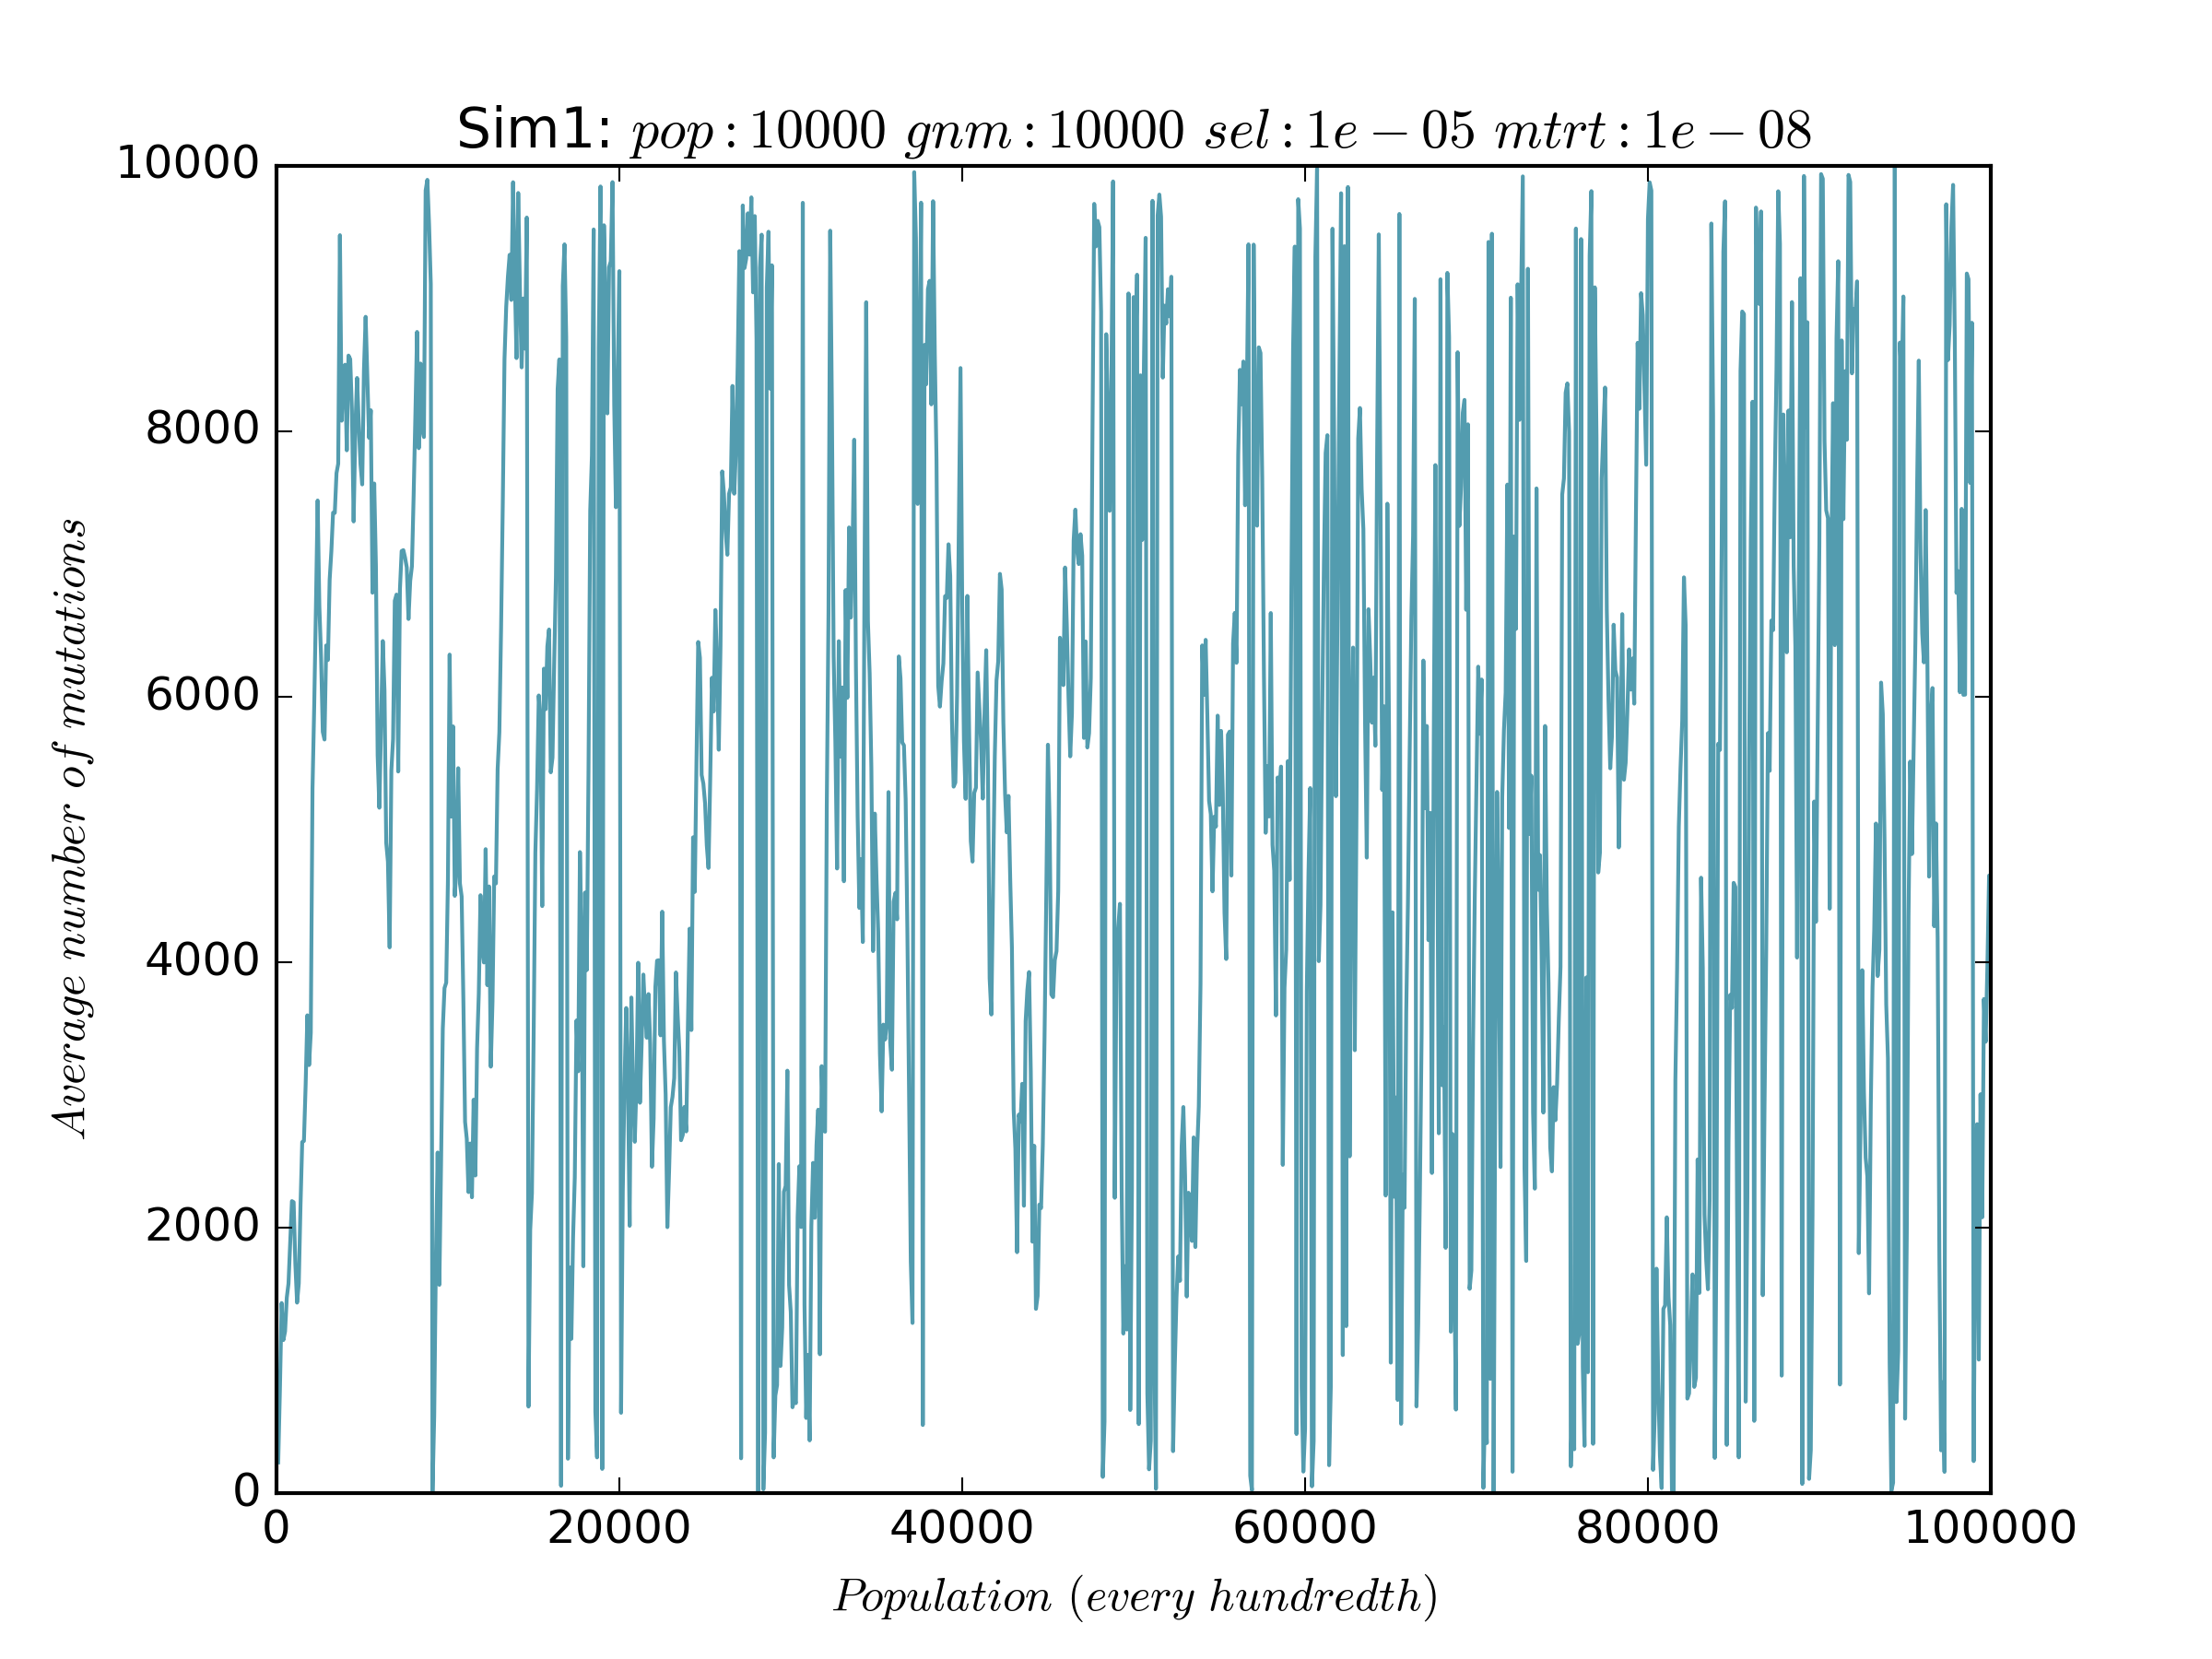 Sim1: pop : 10000 gnm : 10000 sel : 1e − 05 mtrt : 1e − 08
10000
8000
6000
4000
2000
0
Average number of mutations
0 20000 40000 60000 80000 100000
Population (every hundredth)